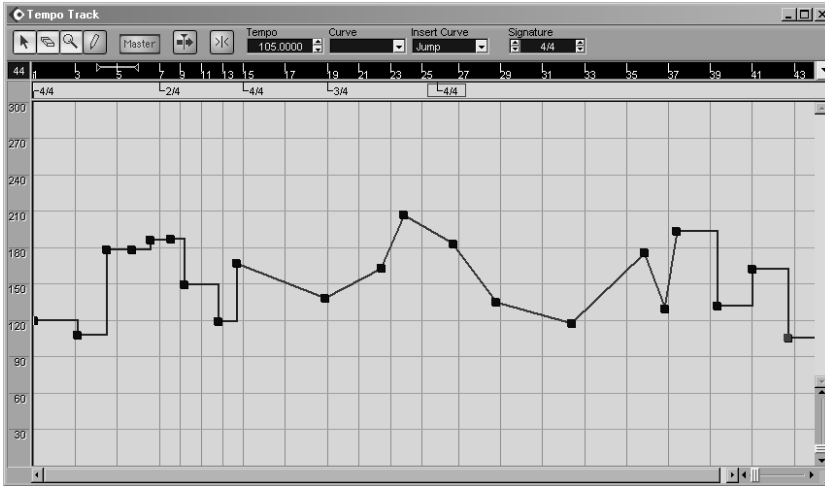 Tempo Track
Master
Tempo
105.0000
Curve
Insert Curve
Jump
Signature
4/4
44 1 3 5 7 9 11 13 15 17 19 21 23 25 27 29 31 33 35 37 39 41 43
4/4 2/4 4/4 3/4 4/4
300
270
240
210
180
150
120
90
60
30